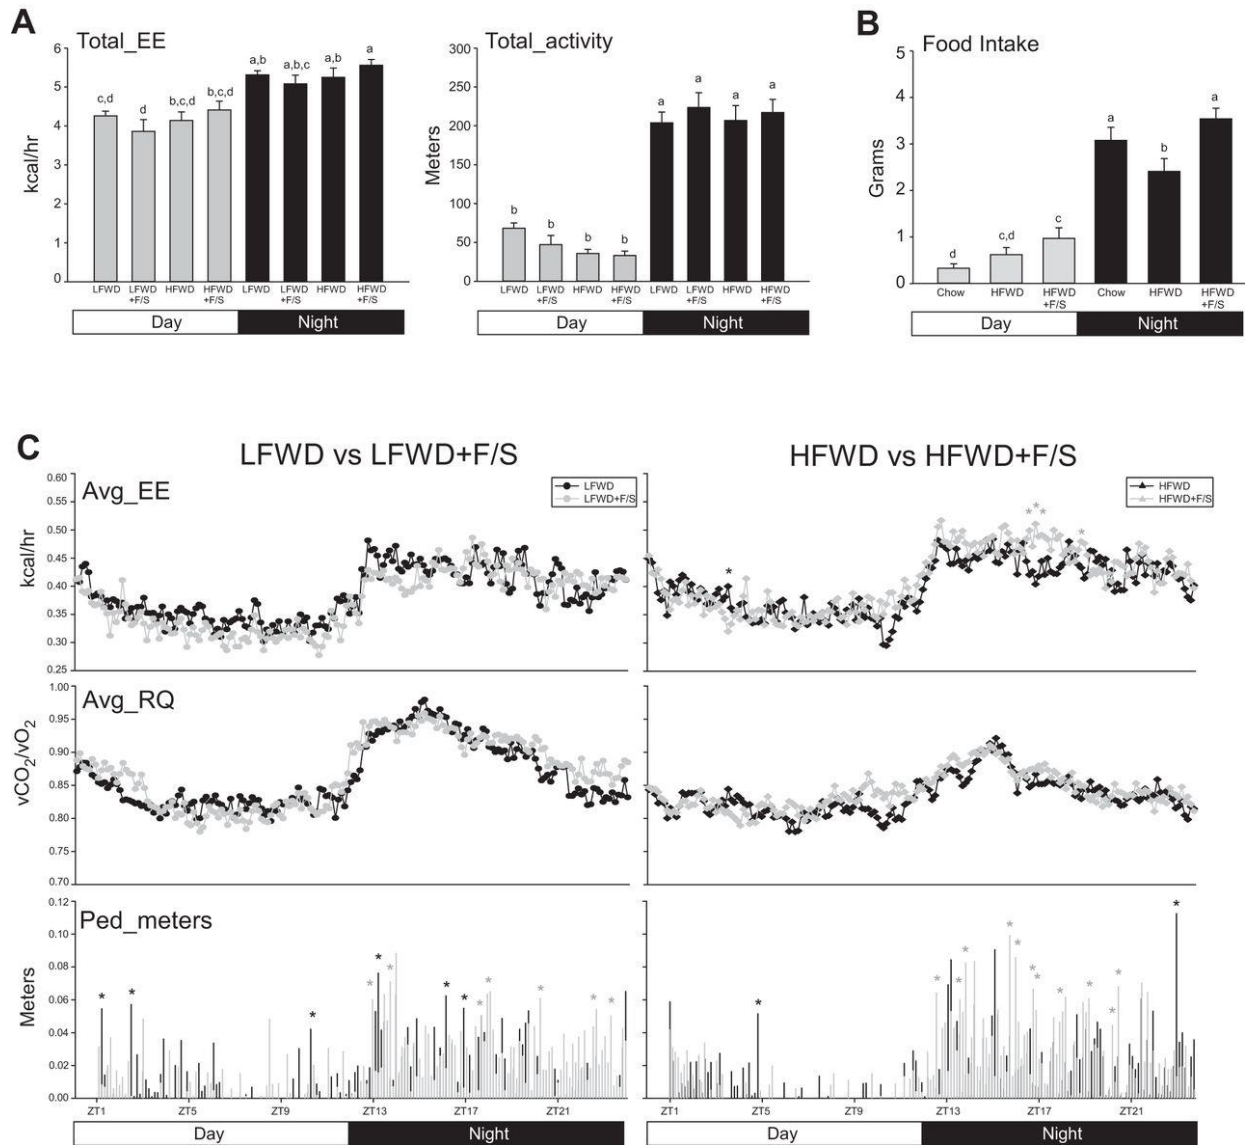 A
Total_EE
6
5
4
3
2
1
0
kcal/hr
c,d
d
b,c,d
b,c,d
a,b
a,b,c
a,b
a
LFWD
LFWD
+F/S
HFWD
HFWD
+F/S
LFWD
LFWD
+F/S
HFWD
HFWD
+F/S
Day
Night
Total_activity
300
250
200
150
100
50
0
Meters
b
b
b
b
a
a
a
a
LFWD
LFWD
+F/S
HFWD
HFWD
+F/S
LFWD
LFWD
+F/S
HFWD
HFWD
+F/S
Day
Night
B
Food Intake
5
4
3
2
1
0
Grams
d
c,d
c
a
b
a
Chow
HFWD
HFWD
+F/S
Chow
HFWD
HFWD
+F/S
Day
Night
C
LFWD vs LFWD+F/S
HFWD vs HFWD+F/S
Avg_EE
0.60
0.55
0.50
0.45
0.40
0.35
0.30
0.25
kcal/hr
LFWD
LFWD+F/S
HFWD
HFWD+F/S
*
*
*
*
*
Avg_RQ
1.00
0.95
0.90
0.85
0.80
0.75
0.70
vCO2/vO2
Ped_meters
0.12
0.10
0.08
0.06
0.04
0.02
0.00
Meters
* * * * * * * * * * * *
* * * * * * * * * * * * *
ZT1 ZT5 ZT9 ZT13 ZT17 ZT21
ZT1 ZT5 ZT9 ZT13 ZT17 ZT21
Day
Night
Day
Night